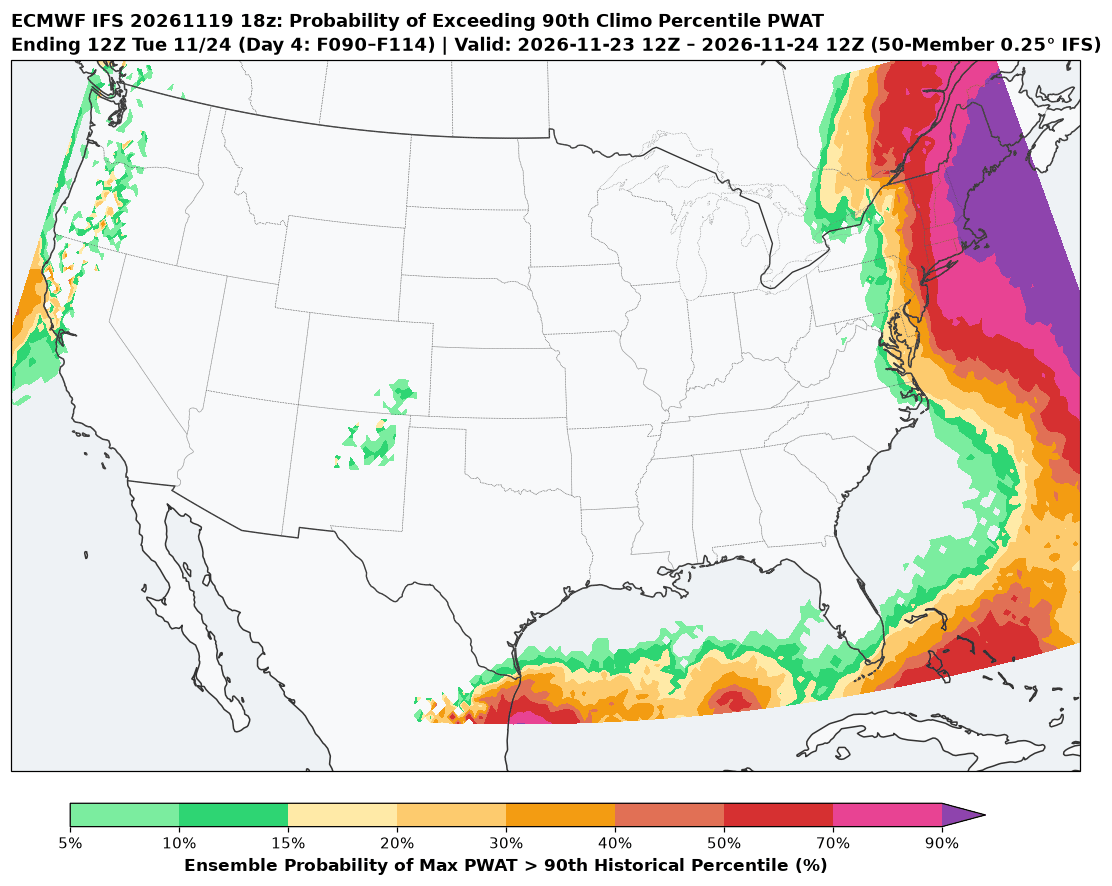 ECMWF IFS 20261119 18z: Probability of Exceeding 90th Climo Percentile PWAT
Ending 12Z Tue 11/24 (Day 4: F090–F114) | Valid: 2026-11-23 12Z – 2026-11-24 12Z (50-Member 0.25° IFS)
5% 10% 15% 20% 30% 40% 50% 70% 90%
Ensemble Probability of Max PWAT > 90th Historical Percentile (%)